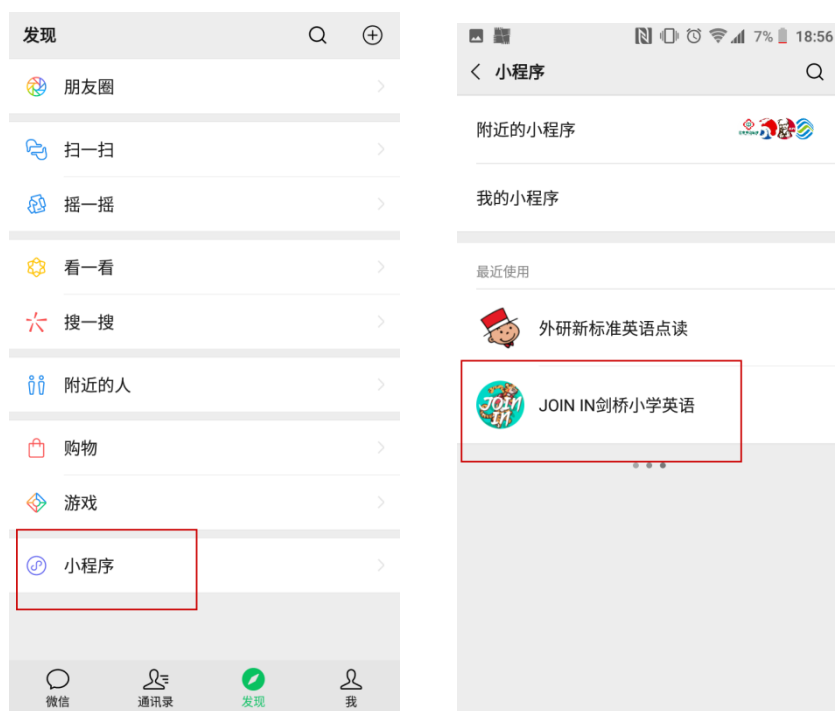 发现
朋友圈
扫一扫
摇一摇
看一看
搜一搜
附近的人
购物
游戏
小程序
微信
通讯录
发现
我
7% 18:56
小程序
附近的小程序
我的小程序
最近使用
外研新标准英语点读
JOIN IN
JOIN IN剑桥小学英语